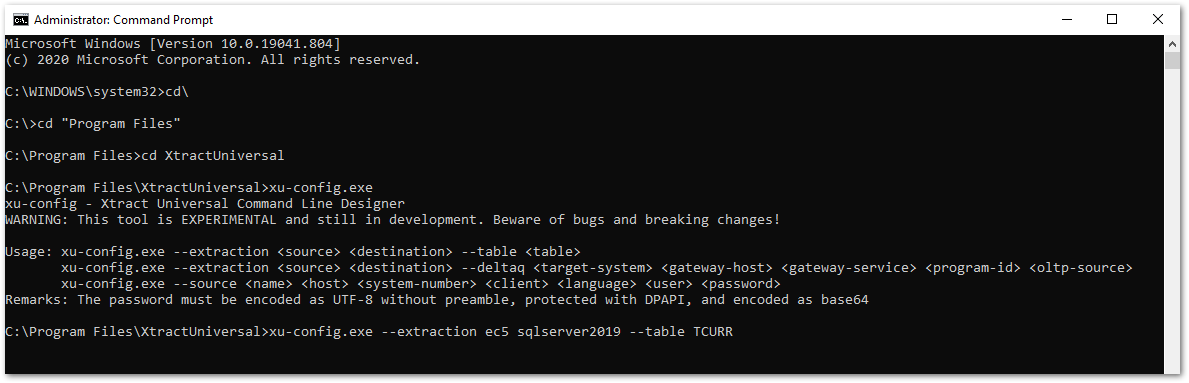 Administrator: Command Prompt
Microsoft Windows [Version 10.0.19041.804]
(c) 2020 Microsoft Corporation. All rights reserved.
C:\WINDOWS\system32>cd\
C:\>cd "Program Files"
C:\Program Files>cd XtractUniversal
C:\Program Files\XtractUniversal>xu-config.exe
xu-config - Xtract Universal Command Line Designer
WARNING: This tool is EXPERIMENTAL and still in development. Beware of bugs and breaking changes!
Usage: xu-config.exe --extraction <source> <destination> --table <table>
xu-config.exe --extraction <source> <destination> --deltaq <target-system> <gateway-host> <gateway-service> <program-id> <oltp-source>
xu-config.exe --source <name> <host> <system-number> <client> <language> <user> <password>
Remarks: The password must be encoded as UTF-8 without preamble, protected with DPAPI, and encoded as base64
C:\Program Files\XtractUniversal>xu-config.exe --extraction ec5 sqlserver2019 --table TCURR